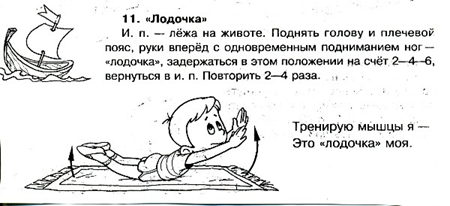 11. «Лодочка»
И. п. — лёжа на животе. Поднять голову и плечевой
пояс, руки вперёд с одновременным подниманием ног —
«лодочка», задержаться в этом положении на счёт 2—4—6,
вернуться в и. п. Повторить 2—4 раза.
Тренирую мышцы я —
Это «лодочка» моя.